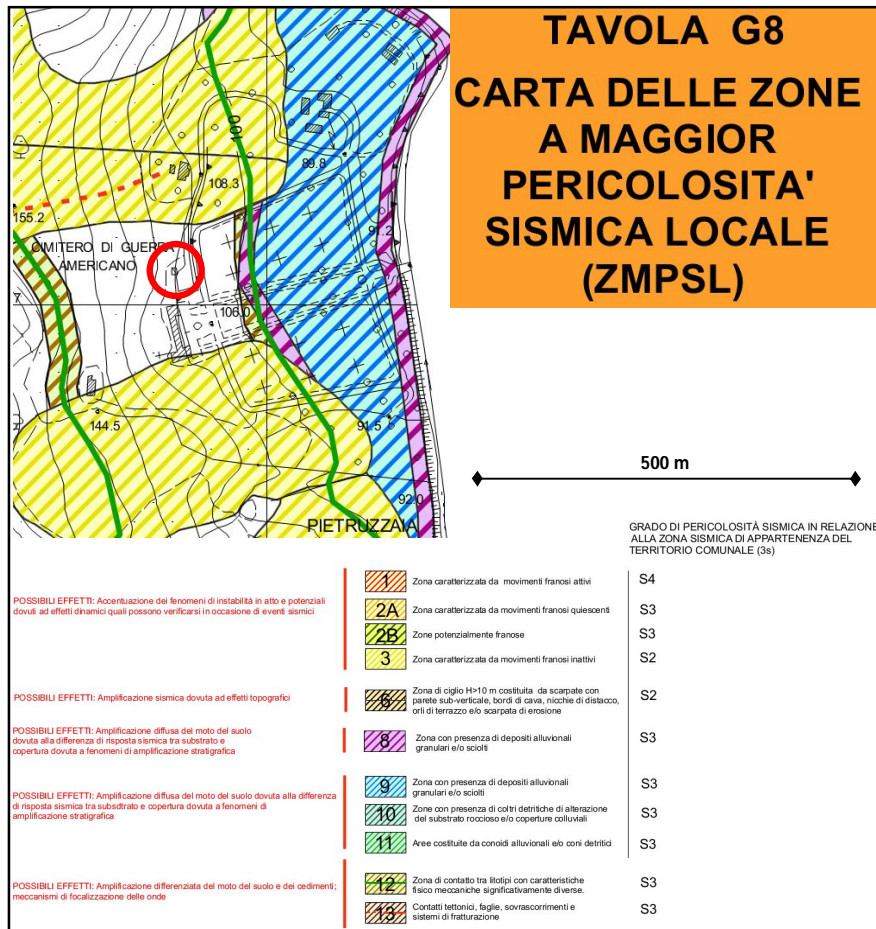 TAVOLA G8
CARTA DELLE ZONE
A MAGGIOR
PERICOLOSITA'
SISMICA LOCALE
(ZMPSL)
100
89.8
108.3
155.2
91.2
CIMITERO DI GUERRA
AMERICANO
106.0
144.5
91.5
92.0
PIETRUZZAIA
500 m
GRADO DI PERICOLOSITÀ SISMICA IN RELAZIONE
ALLA ZONA SISMICA DI APPARTENENZA DEL
TERRITORIO COMUNALE (3s)
POSSIBILI EFFETTI: Accentuazione dei fenomeni di instabilità in atto e potenziali
dovuti ad effetti dinamici quali possono verificarsi in occasione di eventi sismici
1 Zona caratterizzata da movimenti franosi attivi S4
2A Zona caratterizzata da movimenti franosi quiescenti S3
2B Zone potenzialmente franose S3
3 Zona caratterizzata da movimenti franosi inattivi S2
POSSIBILI EFFETTI: Amplificazione sismica dovuta ad effetti topografici
6 Zona di ciglio H>10 m costituita da scarpate con
parete sub-verticale, bordi di cava, nicchie di distacco,
orli di terrazzo e/o scarpata di erosione
S2
POSSIBILI EFFETTI: Amplificazione diffusa del moto del suolo
dovuta alla differenza di risposta sismica tra substrato e
copertura dovuta a fenomeni di amplificazione stratigrafica
8 Zona con presenza di depositi alluvionali
granulari e/o sciolti
S3
POSSIBILI EFFETTI: Amplificazione diffusa del moto del suolo dovuta alla differenza
di risposta sismica tra subsdtrato e copertura dovuta a fenomeni di
amplificazione stratigrafica
9 Zona con presenza di depositi alluvionali
granulari e/o sciolti
S3
10 Zone con presenza di coltri detritiche di alterazione
del substrato roccioso e/o coperture colluviali
S3
11 Aree costituite da conoidi alluvionali e/o coni detritici S3
POSSIBILI EFFETTI: Amplificazione differenziata del moto del suolo e dei cedimenti;
meccanismi di focalizzazione delle onde
12 Zona di contatto tra litotipi con caratteristiche
fisico meccaniche significativamente diverse.
S3
13 Contatti tettonici, faglie, sovrascorrimenti e
sistemi di fratturazione
S3